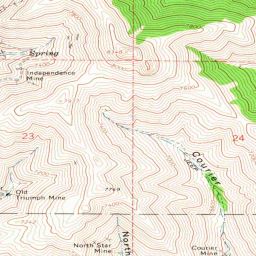 Spring
Independence
Mine
23
24
Courier
7769
Old
Triumph Mine
North Star
Mine
North
Courier
Mine